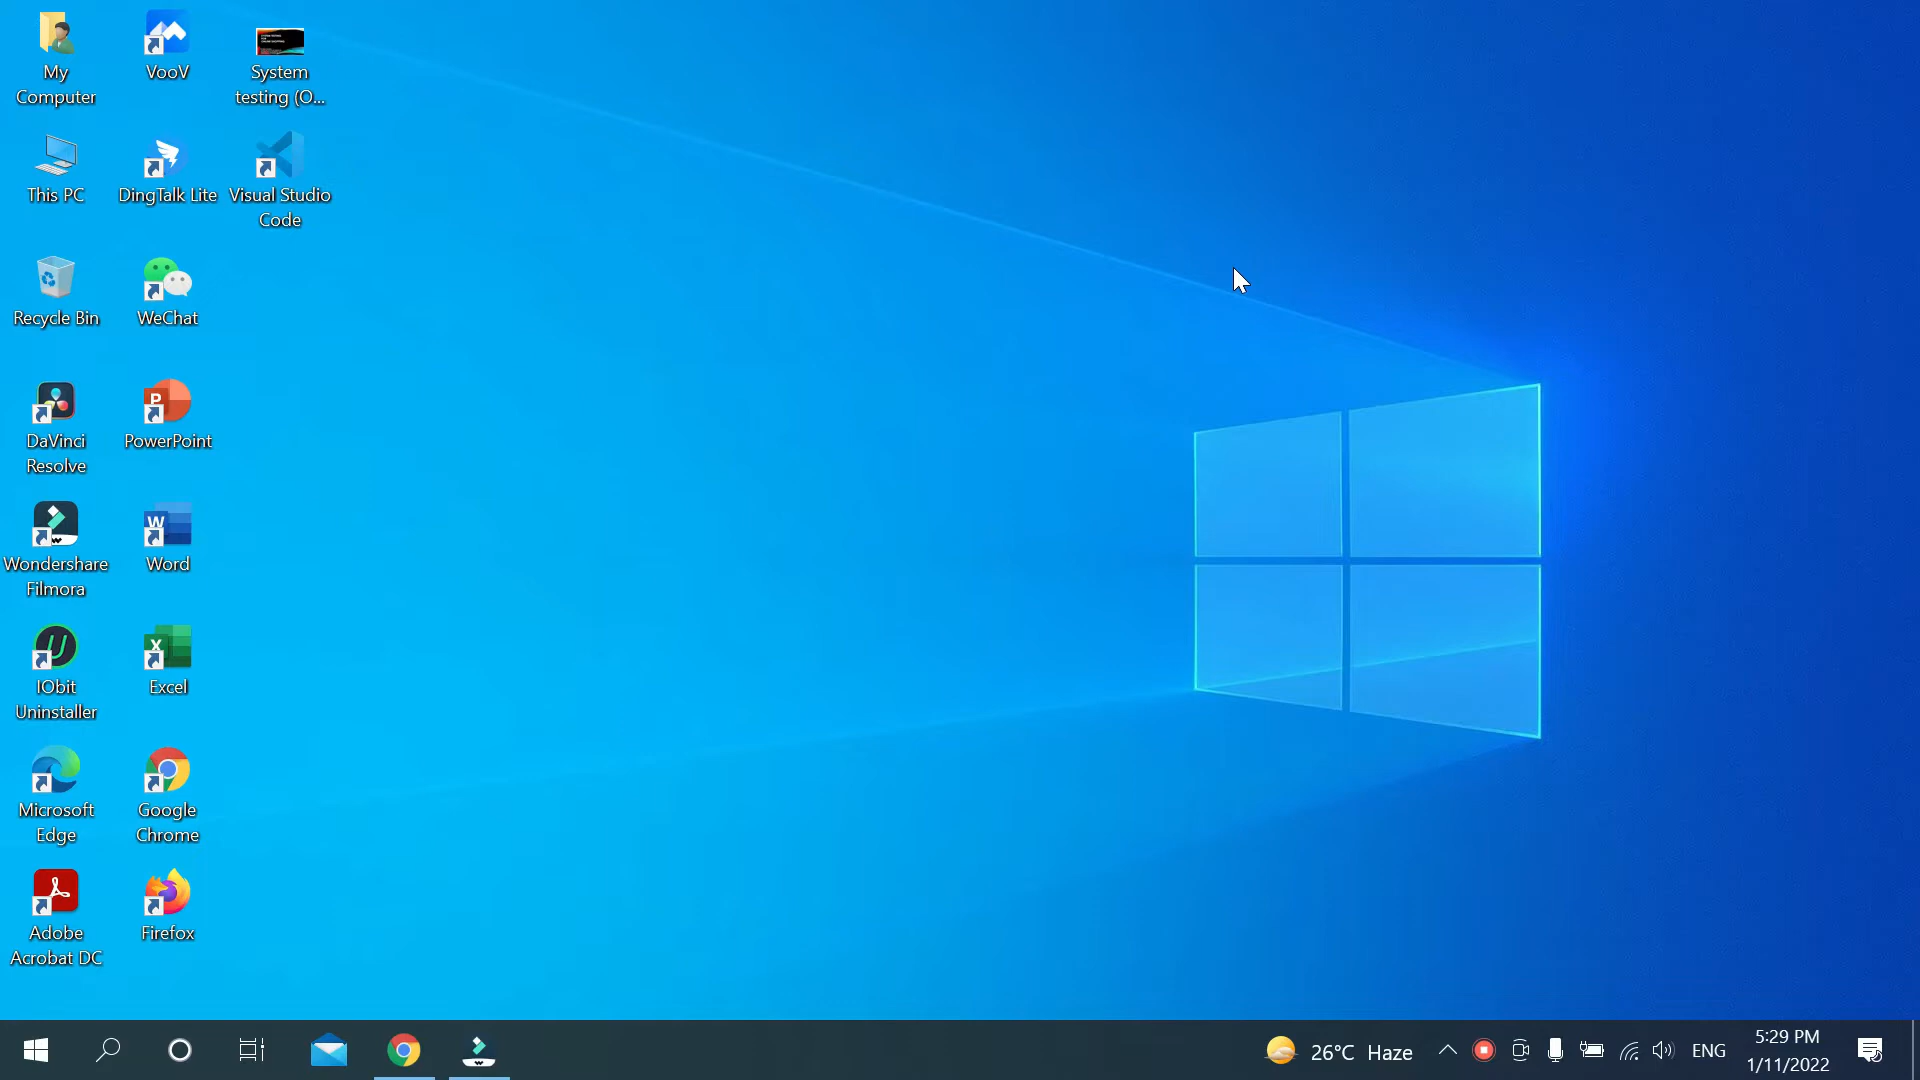 My
Computer
VooV
System
testing (O...
This PC
DingTalk Lite
Visual Studio
Code
Recycle Bin
WeChat
DaVinci
Resolve
PowerPoint
Wondershare
Filmora
Word
IObit
Uninstaller
Excel
Microsoft
Edge
Google
Chrome
Adobe
Acrobat DC
Firefox
26°C Haze
ENG
5:29 PM
1/11/2022